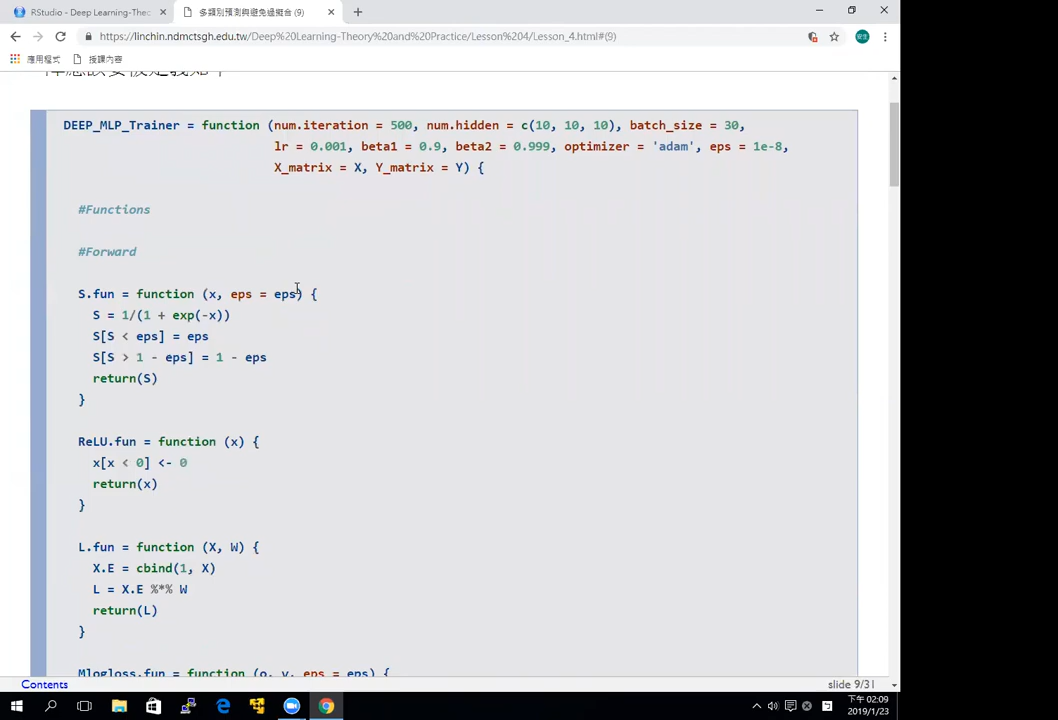 RStudio - Deep Learning-Theo
多類別預測與避免過擬合 (9)
https://linchin.ndmctsgh.edu.tw/Deep%20Learning-Theory%20and%20Practice/Lesson%204/Lesson_4.html#(9)
應用程式
授課內容
DEEP_MLP_Trainer = function (num.iteration = 500, num.hidden = c(10, 10, 10), batch_size = 30,
lr = 0.001, beta1 = 0.9, beta2 = 0.999, optimizer = 'adam', eps = 1e-8,
X_matrix = X, Y_matrix = Y) {
#Functions
#Forward
S.fun = function (x, eps = eps) {
S = 1/(1 + exp(-x))
S[S < eps] = eps
S[S > 1 - eps] = 1 - eps
return(S)
}
ReLU.fun = function (x) {
x[x < 0] <- 0
return(x)
}
L.fun = function (X, W) {
X.E = cbind(1, X)
L = X.E %*% W
return(L)
}
Mlogloss.fun = function (o, y, eps = eps) {
Contents
slide 9/31
下午 02:09
2019/1/23